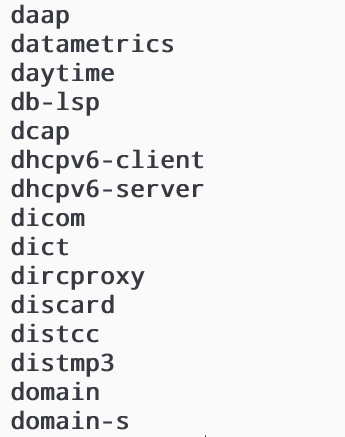 daap
datametrics
daytime
db-lsp
dcap
dhcpv6-client
dhcpv6-server
dicom
dict
dircproxy
discard
distcc
distmp3
domain
domain-s